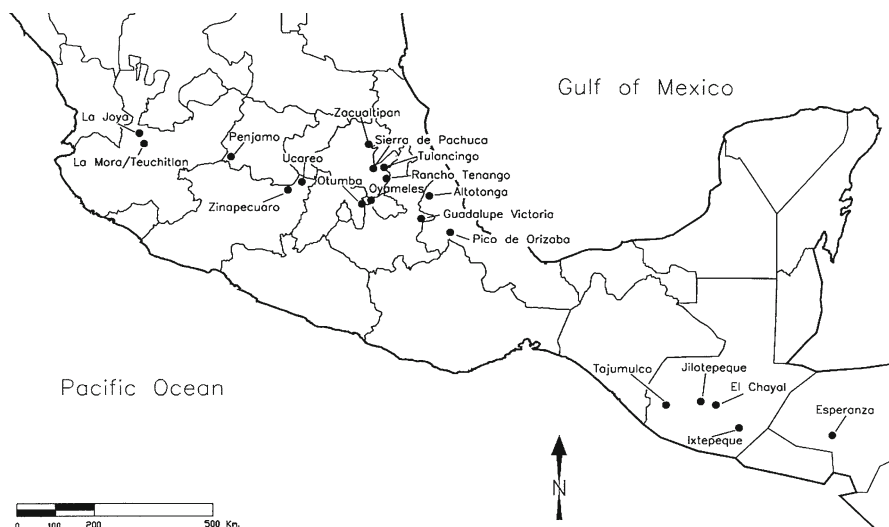 Gulf of Mexico
Zacualtipan
La Joya
Sierra de Pachuca
Penjamo
Tulancingo
La Mora/Teuchitlan
Ucareo
Rancho Tenango
Otumba
Oyameles
Altotonga
Zinapecuaro
Guadalupe Victoria
Pico de Orizaba
Pacific Ocean
Tajumulco
Jilotepeque
El Chayal
Esperanza
Ixtepeque
N
0 100 200 500 Km.